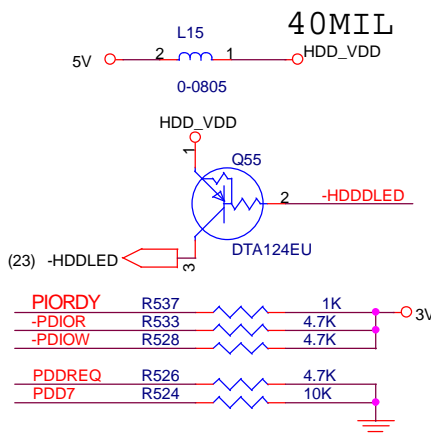 40MIL
L15
5V 2 1 HDD_VDD
0-0805
HDD_VDD
1
Q55
2 -HDDDLED
DTA124EU
(23) -HDDLED 3
PIORDY R537 1K
-PDIOR R533 4.7K 3V
-PDIOW R528 4.7K
PDDREQ R526 4.7K
PDD7 R524 10K